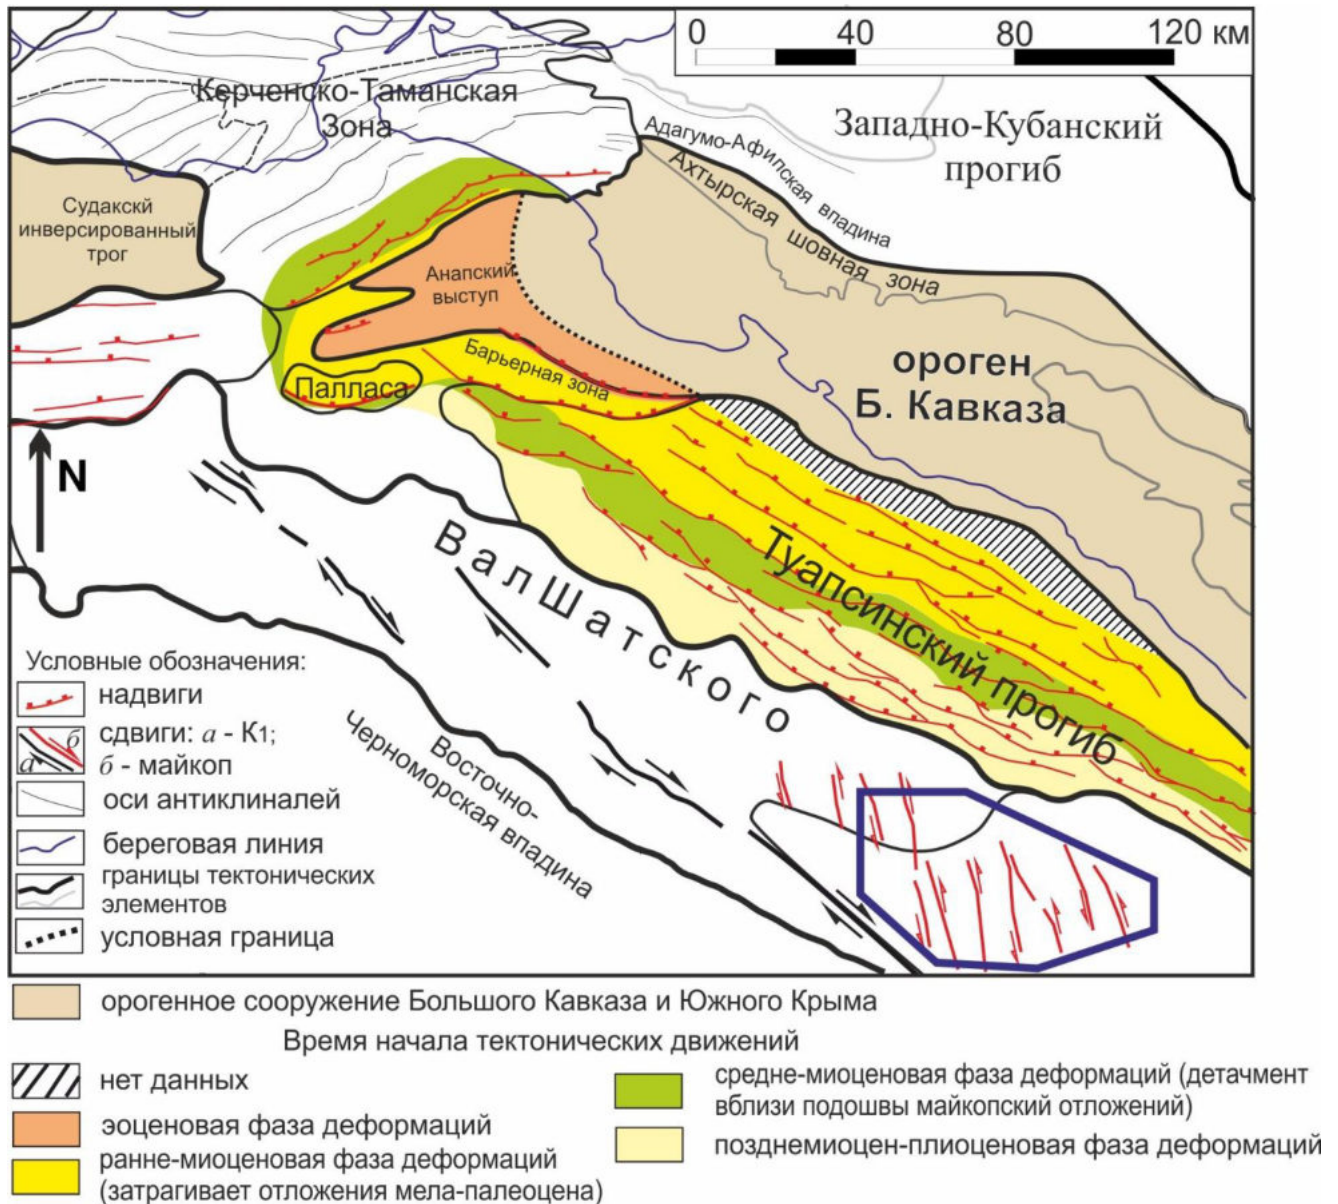 0 40 80 120 км
Керченско-Таманская
Зона
Западно-Кубанский
прогиб
Адагумо-Афипская впадина
Ахтырская шовная зона
Судакскй
инверсированный
трог
Анапский
выступ
Барьерная зона
Палласа
ороген
Б. Кавказа
N
Вал Шатского
Туапсинский прогиб
Восточно-
Черноморская впадина
Условные обозначения:
надвиги
б
а
сдвиги: а - К1;
б - майкоп
оси антиклиналей
береговая линия
границы тектонических
элементов
условная граница
орогенное сооружение Большого Кавказа и Южного Крыма
Время начала тектонических движений
нет данных
эоценовая фаза деформаций
ранне-миоценовая фаза деформаций
(затрагивает отложения мела-палеоцена)
средне-миоценовая фаза деформаций (детачмент
вблизи подошвы майкопский отложений)
позднемиоцен-плиоценовая фаза деформаций